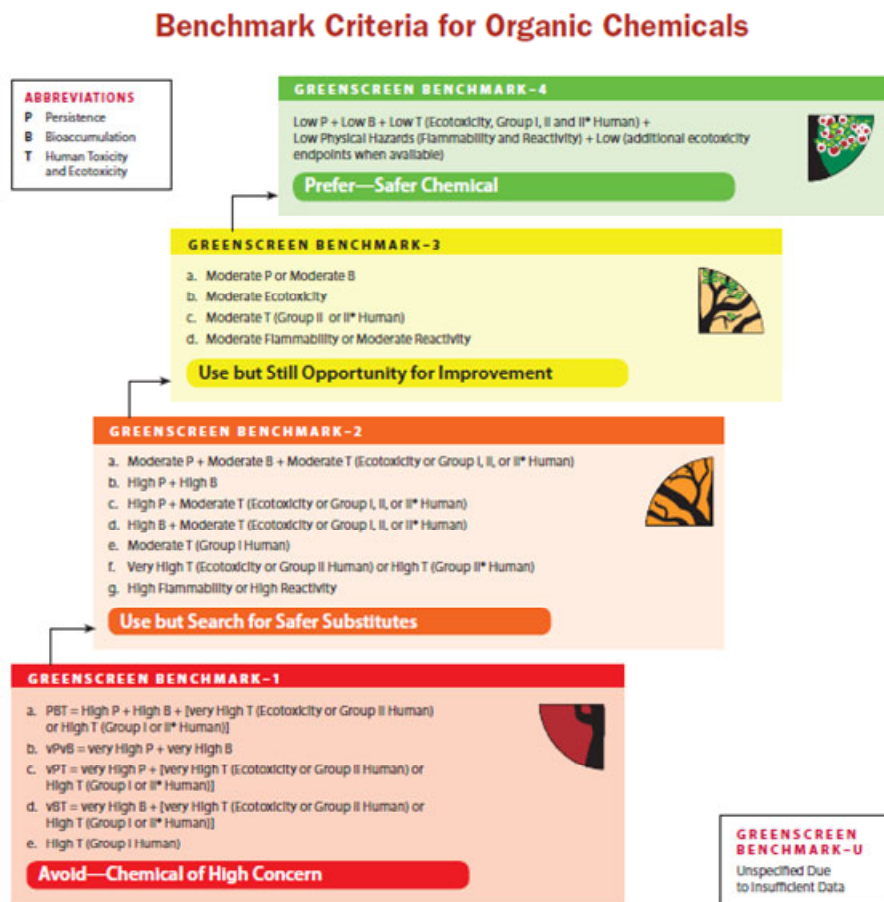 Benchmark Criteria for Organic Chemicals
ABBREVIATIONS
P Persistence
B Bioaccumulation
T Human Toxicity
and Ecotoxicity
GREENSCREEN BENCHMARK–4
Low P + Low B + Low T (Ecotoxicity, Group I, II and II* Human) +
Low Physical Hazards (Flammability and Reactivity) + Low (additional ecotoxicity
endpoints when available)
Prefer—Safer Chemical
GREENSCREEN BENCHMARK–3
a. Moderate P or Moderate B
b. Moderate Ecotoxicity
c. Moderate T (Group II or II* Human)
d. Moderate Flammability or Moderate Reactivity
Use but Still Opportunity for Improvement
GREENSCREEN BENCHMARK–2
a. Moderate P + Moderate B + Moderate T (Ecotoxicity or Group I, II, or II* Human)
b. High P + High B
c. High P + Moderate T (Ecotoxicity or Group I, II, or II* Human)
d. High B + Moderate T (Ecotoxicity or Group I, II, or II* Human)
e. Moderate T (Group I Human)
f. Very High T (Ecotoxicity or Group II Human) or High T (Group II* Human)
g. High Flammability or High Reactivity
Use but Search for Safer Substitutes
GREENSCREEN BENCHMARK–1
a. PBT = High P + High B + [very High T (Ecotoxicity or Group II Human)
or High T (Group I or II* Human)]
b. vPvB = very High P + very High B
c. vPT = very High P + [very High T (Ecotoxicity or Group II Human) or
High T (Group I or II* Human)]
d. vBT = very High B + [very High T (Ecotoxicity or Group II Human) or
High T (Group I or II* Human)]
e. High T (Group I Human)
Avoid—Chemical of High Concern
GREENSCREEN
BENCHMARK–U
Unspecified Due
to Insufficient Data